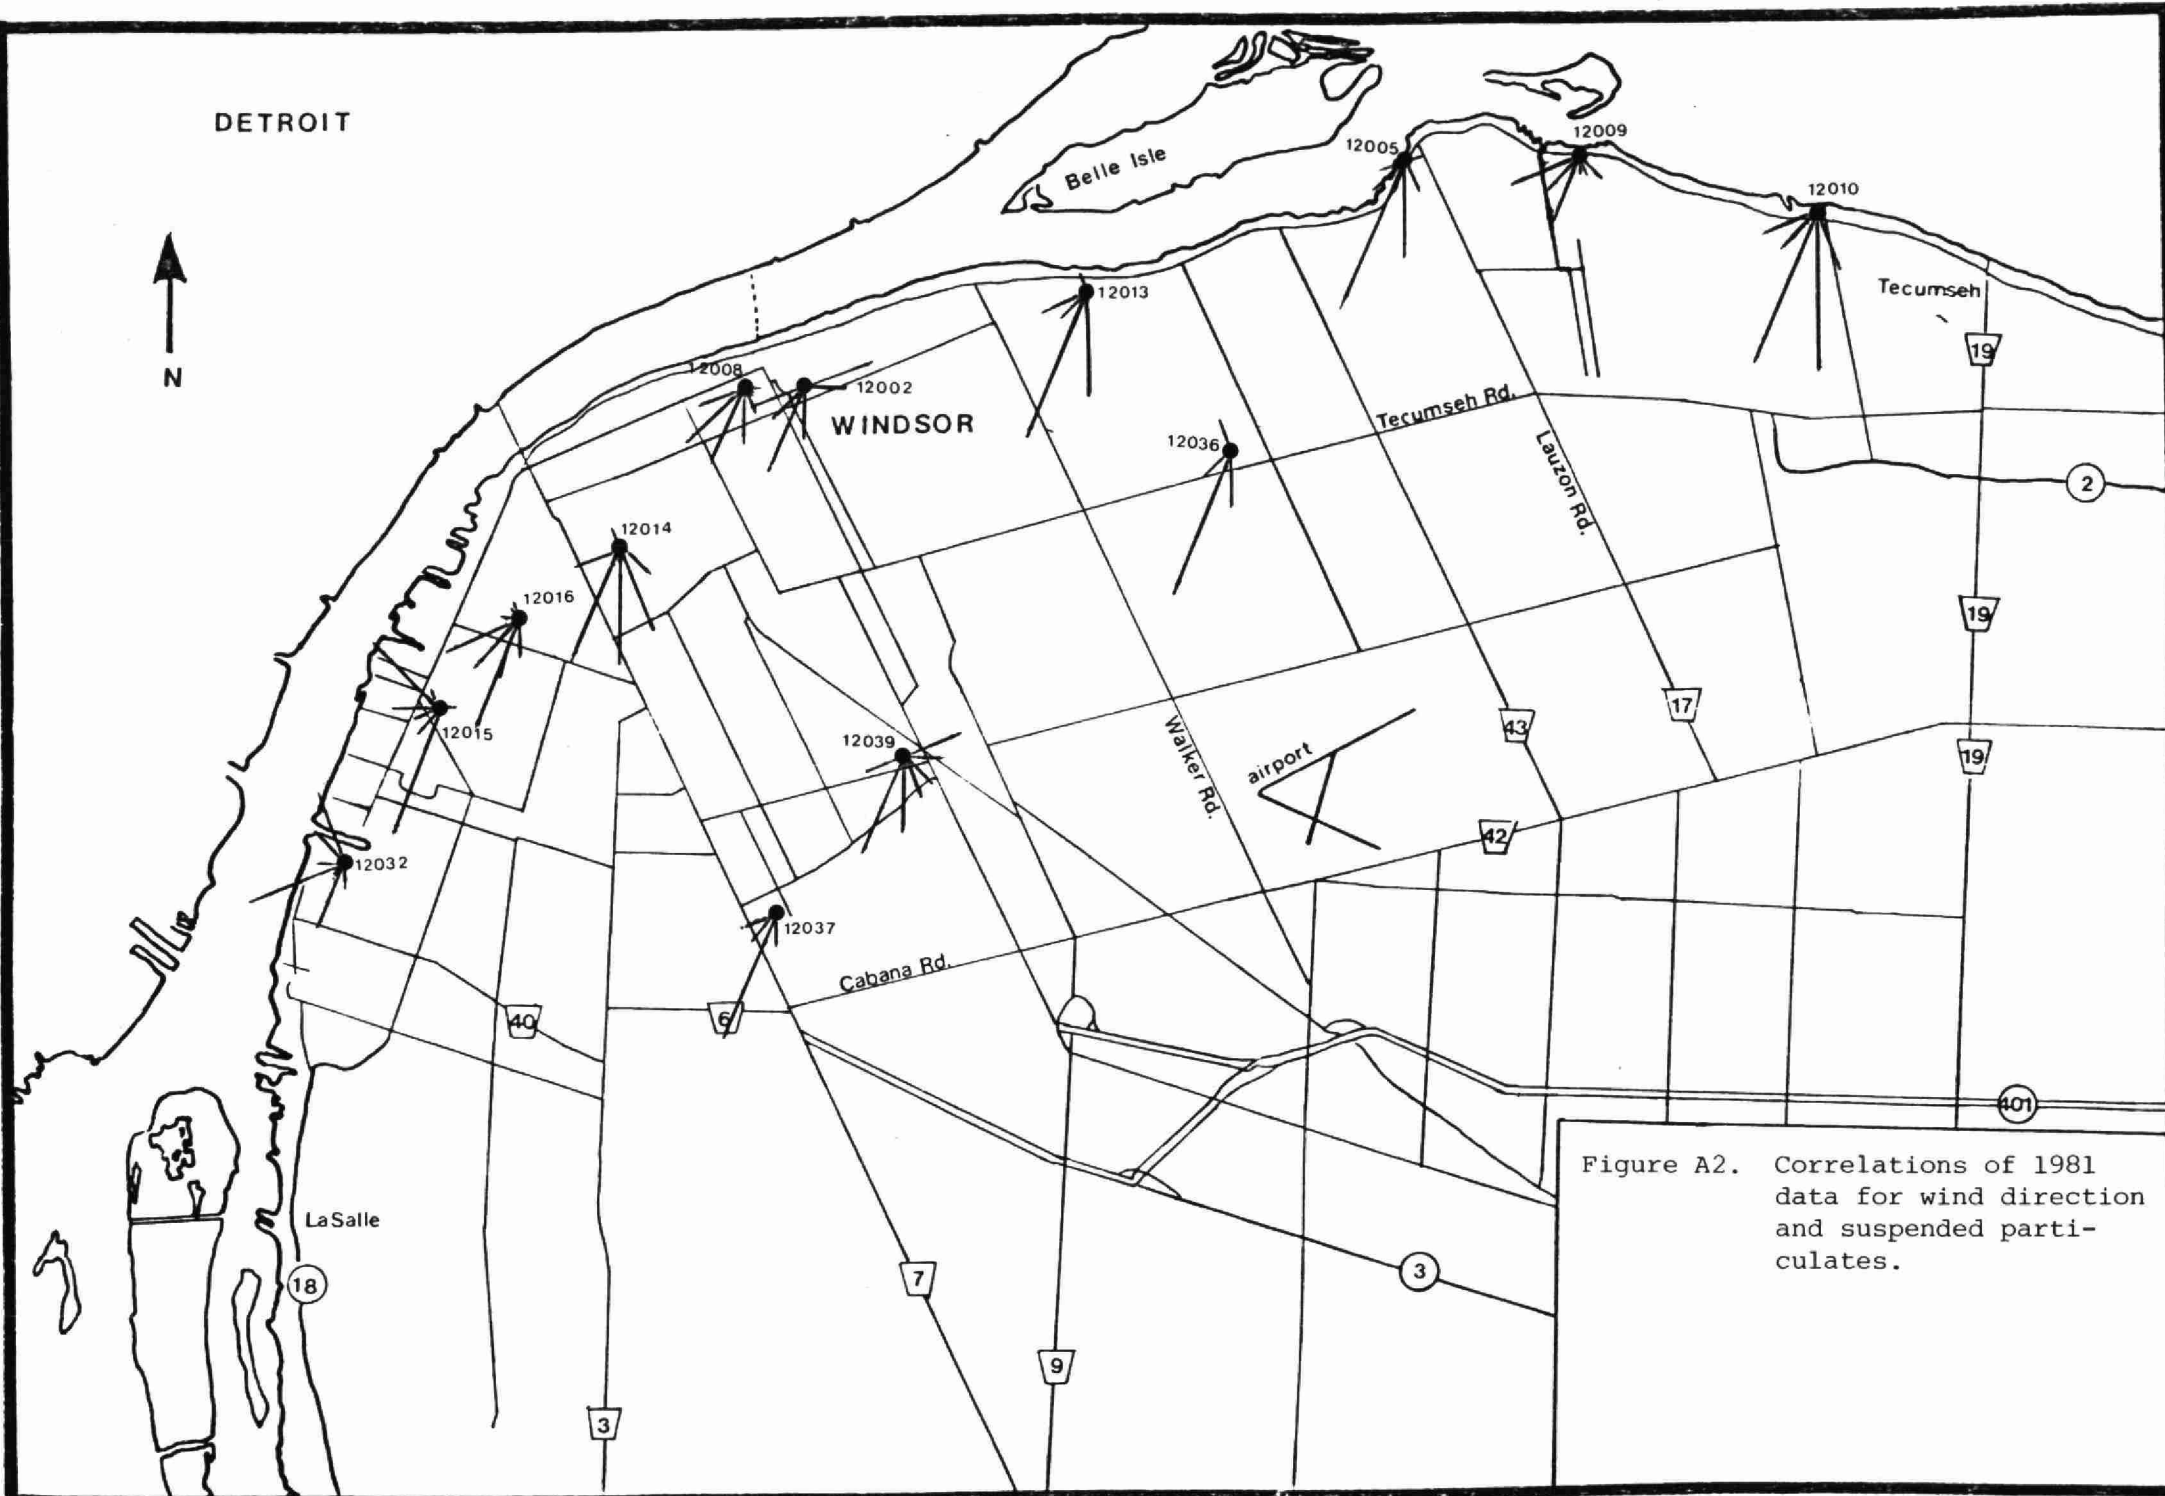 DETROIT
N
Belle Isle
12005
12009
12010
Tecumseh
19
12013
12008
12002
WINDSOR
Tecumseh Rd.
12036
Lauzon Rd.
2
12014
12016
19
12015
12039
Walker Rd.
airport
43
17
19
42
12032
12037
Cabana Rd.
40
6
401
LaSalle
18
7
3
9
3
Figure A2. Correlations of 1981
data for wind direction
and suspended parti-
culates.